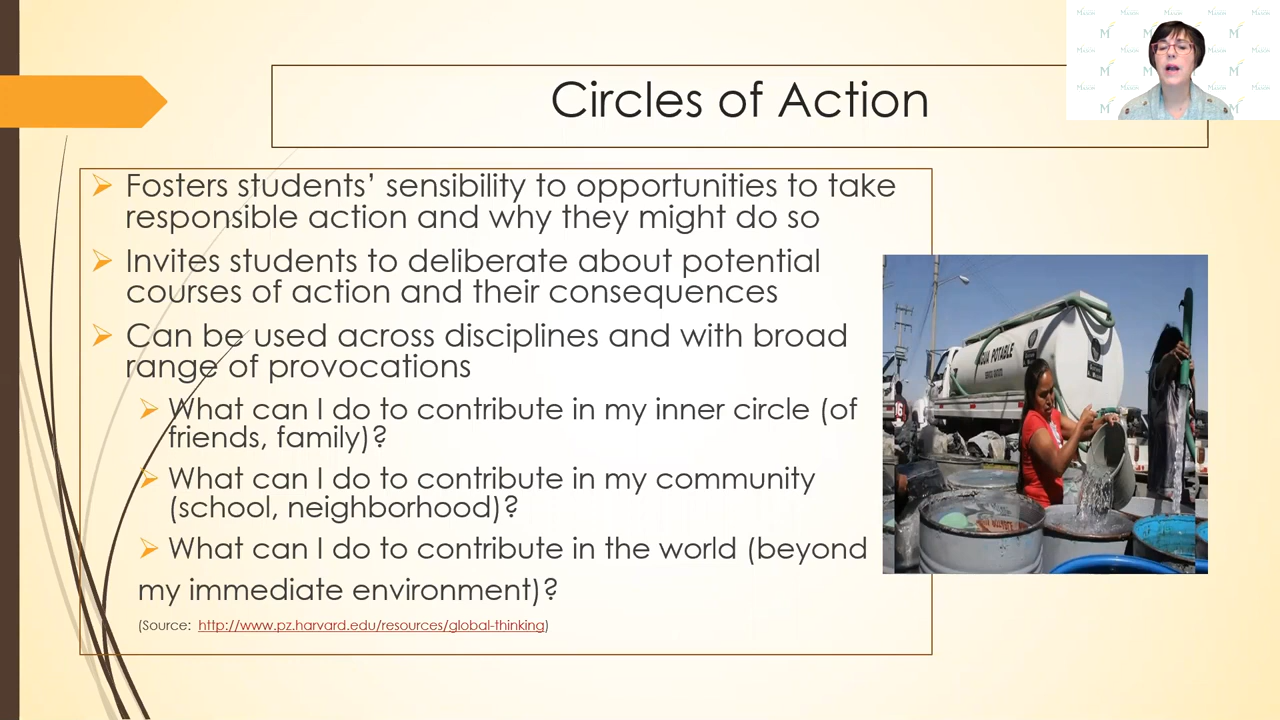 Circles of Action
➢ Fosters students’ sensibility to opportunities to take
responsible action and why they might do so
➢ Invites students to deliberate about potential
courses of action and their consequences
➢ Can be used across disciplines and with broad
range of provocations
➢ What can I do to contribute in my inner circle (of
friends, family)?
➢ What can I do to contribute in my community
(school, neighborhood)?
➢ What can I do to contribute in the world (beyond
my immediate environment)?
(Source: http://www.pz.harvard.edu/resources/global-thinking)
AGUA POTABLE
16